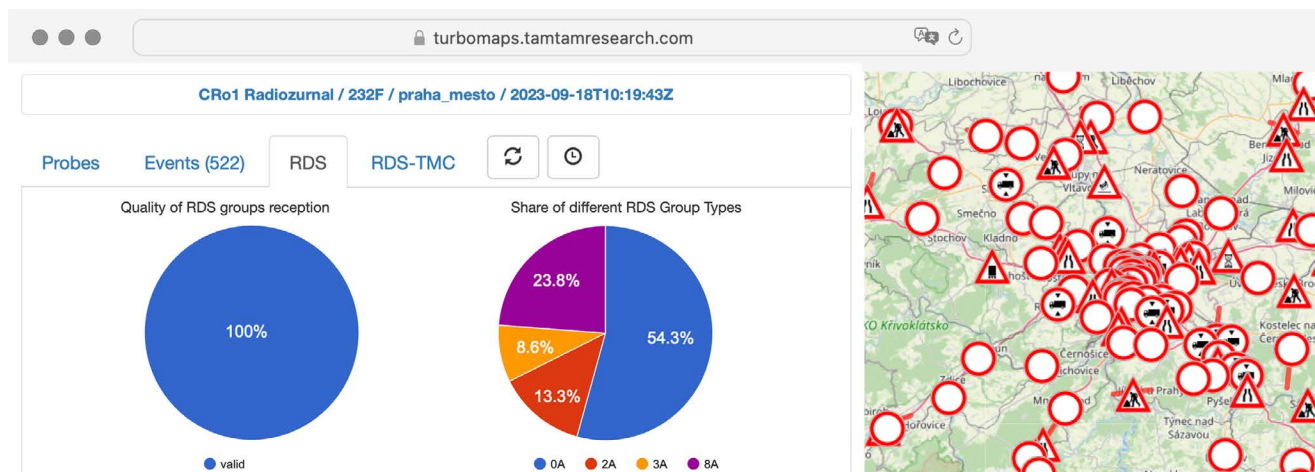 turbomaps.tamtamresearch.com
CRo1 Radiozurnal / 232F / praha_mesto / 2023-09-18T10:19:43Z
Probes
Events (522)
RDS
RDS-TMC
Quality of RDS groups reception
100%
valid
Share of different RDS Group Types
23.8%
54.3%
8.6%
13.3%
0A
2A
3A
8A
Libochovice
Liběchov
Neratovice
Vltavou
Smečno
Stochov
Kladno
KO Křivoklátsko
Kostelec na
Černošice
Zdice
Hořovice
Týnec nad
Sázavou